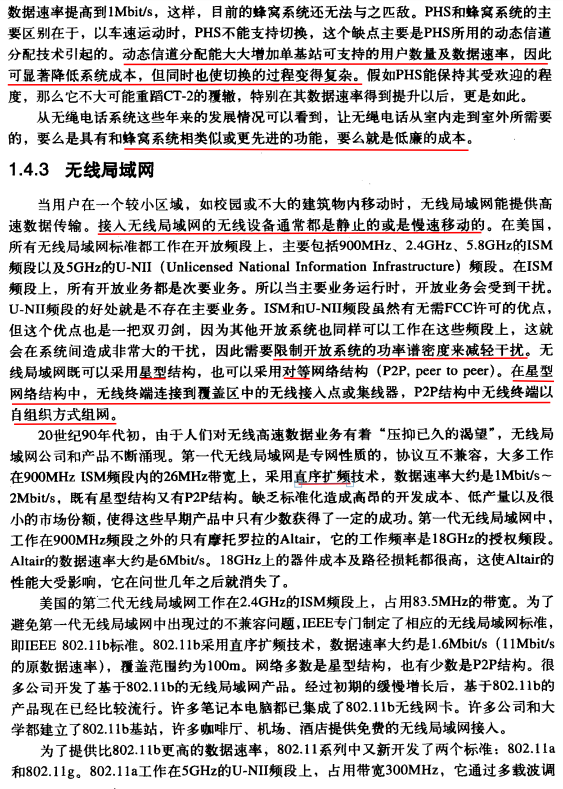 数据速率提高到1Mbit/s，这样，目前的蜂窝系统还无法与之匹敌。PHS和蜂窝系统的主
要区别在于，以车速运动时，PHS不能支持切换，这个缺点主要是PHS所用的动态信道
分配技术引起的。动态信道分配能大大增加单基站可支持的用户数量及数据速率，因此
可显著降低系统成本，但同时也使切换的过程变得复杂。假如PHS能保持其受欢迎的程
度，那么它不大可能重蹈CT-2的覆辙，特别在其数据速率得到提升以后，更是如此。
从无绳电话系统这些年来的发展情况可以看到，让无绳电话从室内走到室外所需要
的，要么是具有和蜂窝系统相类似或更先进的功能，要么就是低廉的成本。
1.4.3 无线局域网
当用户在一个较小区域，如校园或不大的建筑物内移动时，无线局域网能提供高
速数据传输。接入无线局域网的无线设备通常都是静止的或是慢速移动的。在美国，
所有无线局域网标准都工作在开放频段上，主要包括900MHz、2.4GHz、5.8GHz的ISM
频段以及5GHz的U-NII（Unlicensed National Information Infrastructure）频段。在ISM
频段上，所有开放业务都是次要业务。所以当主要业务运行时，开放业务会受到干扰。
U-NII频段的好处就是不存在主要业务。ISM和U-NII频段虽然有无需FCC许可的优点，
但这个优点也是一把双刃剑，因为其他开放系统也同样可以工作在这些频段上，这就
会在系统间造成非常大的干扰，因此需要限制开放系统的功率谱密度来减轻干扰。无
线局域网既可以采用星型结构，也可以采用对等网络结构（P2P, peer to peer）。在星型
网络结构中，无线终端连接到覆盖区中的无线接入点或集线器，P2P结构中无线终端以
自组织方式组网。
20世纪90年代初，由于人们对无线高速数据业务有着“压抑已久的渴望”，无线局
域网公司和产品不断涌现。第一代无线局域网是专网性质的，协议互不兼容，大多工作
在900MHz ISM频段内的26MHz带宽上，采用直序扩频技术，数据速率大约是1Mbit/s～
2Mbit/s，既有星型结构又有P2P结构。缺乏标准化造成高昂的开发成本、低产量以及很
小的市场份额，使得这些早期产品中只有少数获得了一定的成功。第一代无线局域网中，
工作在900MHz频段之外的只有摩托罗拉的Altair，它的工作频率是18GHz的授权频段。
Altair的数据速率大约是6Mbit/s。18GHz上的器件成本及路径损耗都很高，这使Altair的
性能大受影响，它在问世几年之后就消失了。
美国的第二代无线局域网工作在2.4GHz的ISM频段上，占用83.5MHz的带宽。为了
避免第一代无线局域网中出现过的不兼容问题，IEEE专门制定了相应的无线局域网标准，
即IEEE 802.11b标准。802.11b采用直序扩频技术，数据速率大约是1.6Mbit/s（11Mbit/s
的原数据速率），覆盖范围约为100m。网络多数是星型结构，也有少数是P2P结构。很
多公司开发了基于802.11b的无线局域网产品。经过初期的缓慢增长后，基于802.11b的
产品现在已经比较流行。许多笔记本电脑都已集成了802.11b无线网卡。许多公司和大
学都建立了802.11b基站，许多咖啡厅、机场、酒店提供免费的无线局域网接入。
为了提供比802.11b更高的数据速率，802.11系列中又新开发了两个标准：802.11a
和802.11g。802.11a工作在5GHz的U-NII频段上，占用带宽300MHz，它通过多载波调